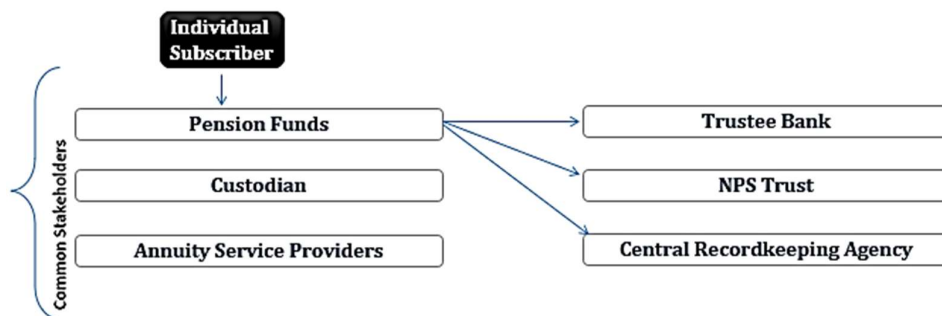 Individual
Subscriber
Common Stakeholders
Pension Funds
Trustee Bank
Custodian
NPS Trust
Annuity Service Providers
Central Recordkeeping Agency